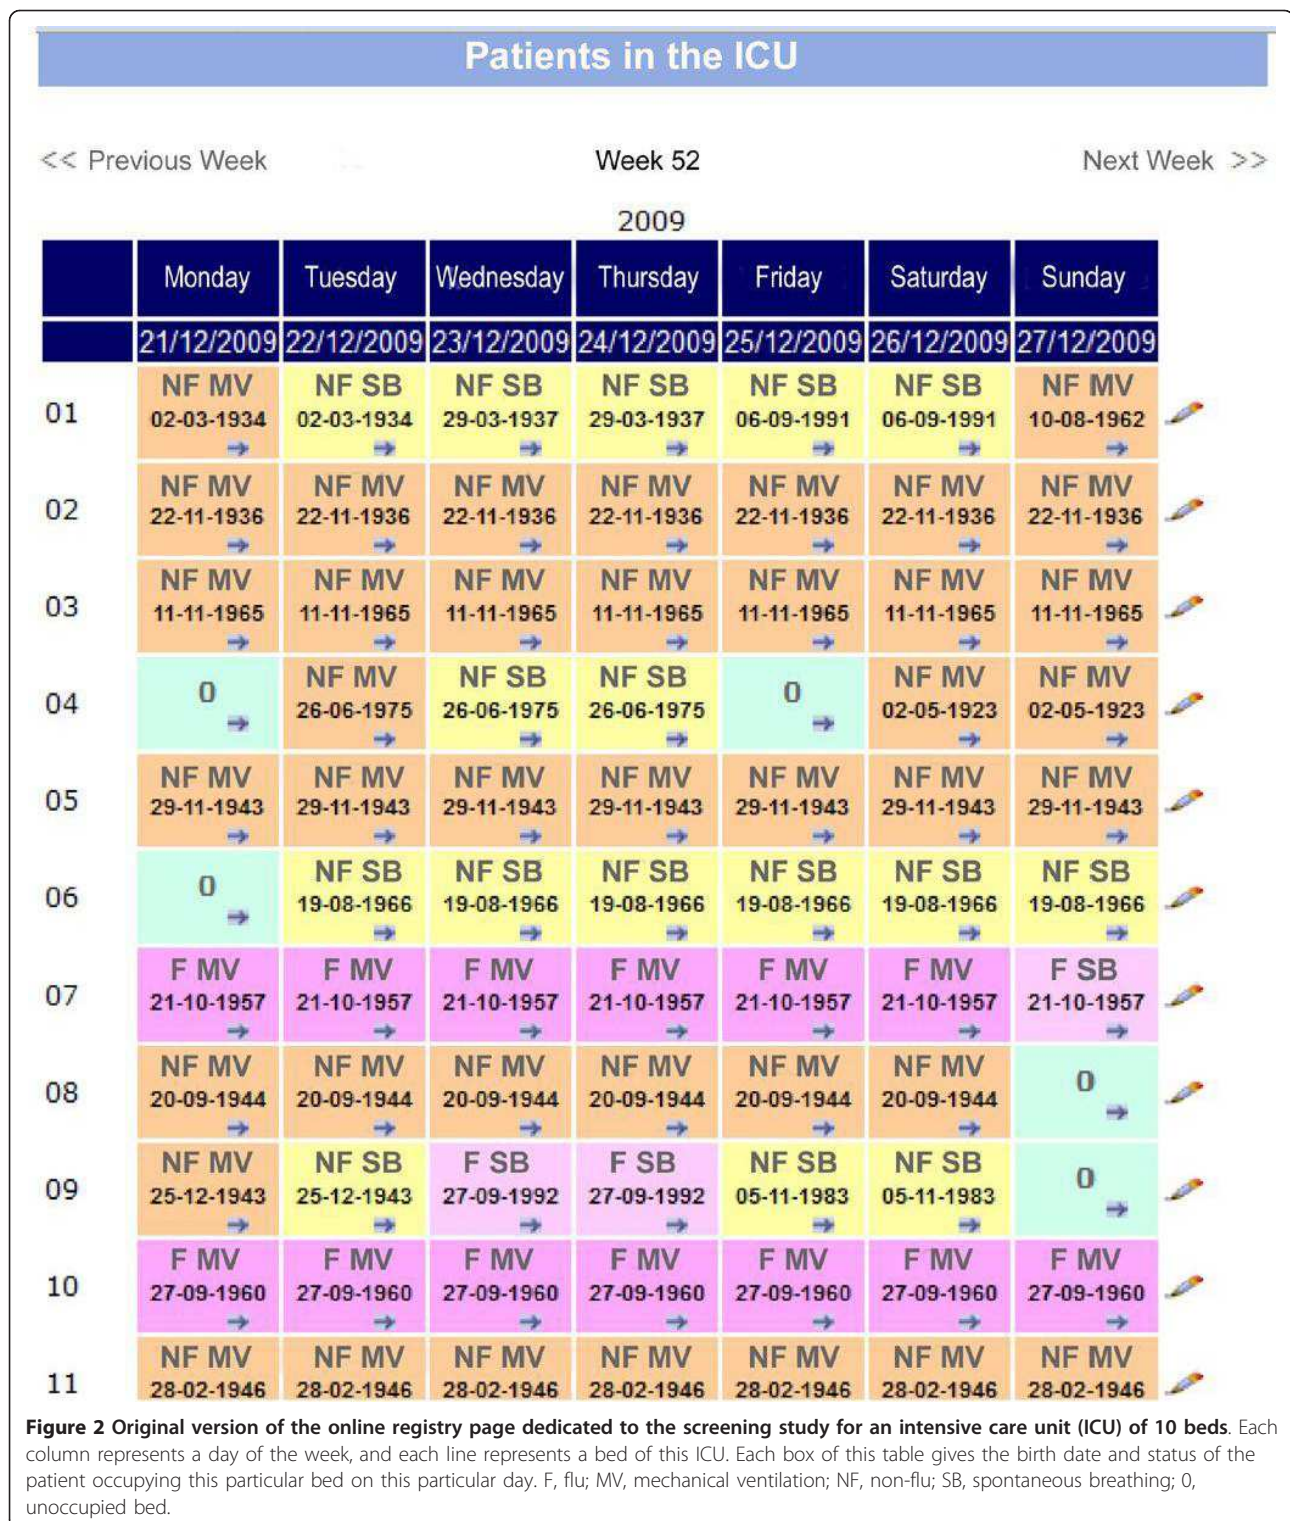 Patients in the ICU
<< Previous Week Week 52 Next Week >>
2009
Monday Tuesday Wednesday Thursday Friday Saturday Sunday
21/12/2009 22/12/2009 23/12/2009 24/12/2009 25/12/2009 26/12/2009 27/12/2009
NF MV NF SB NF SB NF SB NF SB NF SB NF MV
01 02-03-1934 02-03-1934 29-03-1937 29-03-1937 06-09-1991 06-09-1991 10-08-1962
NF MV NF MV NF MV NF MV NF MV NF MV NF MV
02 22-11-1936 22-11-1936 22-11-1936 22-11-1936 22-11-1936 22-11-1936 22-11-1936
NF MV NF MV NF MV NF MV NF MV NF MV NF MV
03 11-11-1965 11-11-1965 11-11-1965 11-11-1965 11-11-1965 11-11-1965 11-11-1965
0 NF MV NF SB NF SB 0 NF MV NF MV
04 26-06-1975 26-06-1975 26-06-1975 02-05-1923 02-05-1923
NF MV NF MV NF MV NF MV NF MV NF MV NF MV
05 29-11-1943 29-11-1943 29-11-1943 29-11-1943 29-11-1943 29-11-1943 29-11-1943
0 NF SB NF SB NF SB NF SB NF SB NF SB
06 19-08-1966 19-08-1966 19-08-1966 19-08-1966 19-08-1966 19-08-1966
F MV F MV F MV F MV F MV F MV F SB
07 21-10-1957 21-10-1957 21-10-1957 21-10-1957 21-10-1957 21-10-1957 21-10-1957
NF MV NF MV NF MV NF MV NF MV NF MV 0
08 20-09-1944 20-09-1944 20-09-1944 20-09-1944 20-09-1944 20-09-1944
NF MV NF SB F SB F SB NF SB NF SB 0
09 25-12-1943 25-12-1943 27-09-1992 27-09-1992 05-11-1983 05-11-1983
F MV F MV F MV F MV F MV F MV F MV
10 27-09-1960 27-09-1960 27-09-1960 27-09-1960 27-09-1960 27-09-1960 27-09-1960
NF MV NF MV NF MV NF MV NF MV NF MV NF MV
11 28-02-1946 28-02-1946 28-02-1946 28-02-1946 28-02-1946 28-02-1946 28-02-1946
Figure 2 Original version of the online registry page dedicated to the screening study for an intensive care unit (ICU) of 10 beds. Each
column represents a day of the week, and each line represents a bed of this ICU. Each box of this table gives the birth date and status of the
patient occupying this particular bed on this particular day. F, flu; MV, mechanical ventilation; NF, non-flu; SB, spontaneous breathing; 0,
unoccupied bed.